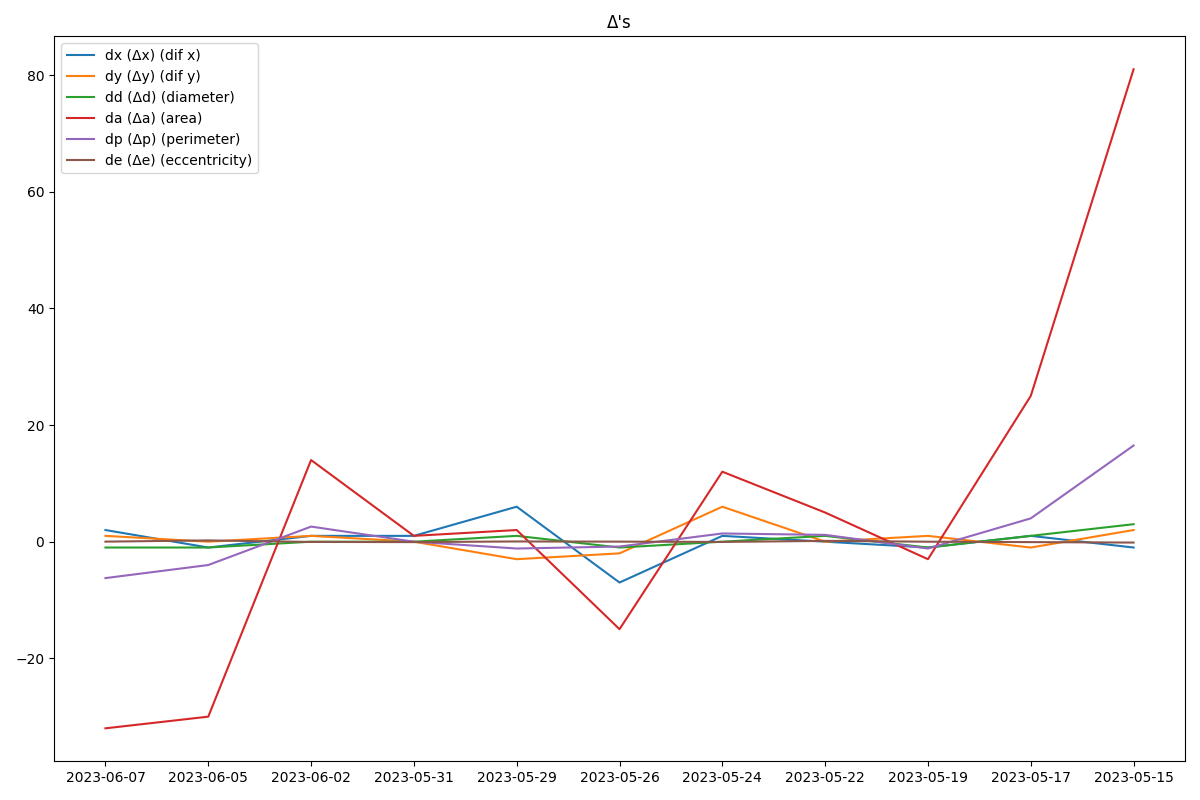 Δ's
dx (Δx) (dif x)
dy (Δy) (dif y)
dd (Δd) (diameter)
da (Δa) (area)
dp (Δp) (perimeter)
de (Δe) (eccentricity)
80
60
40
20
0
−20
2023-06-07 2023-06-05 2023-06-02 2023-05-31 2023-05-29 2023-05-26 2023-05-24 2023-05-22 2023-05-19 2023-05-17 2023-05-15